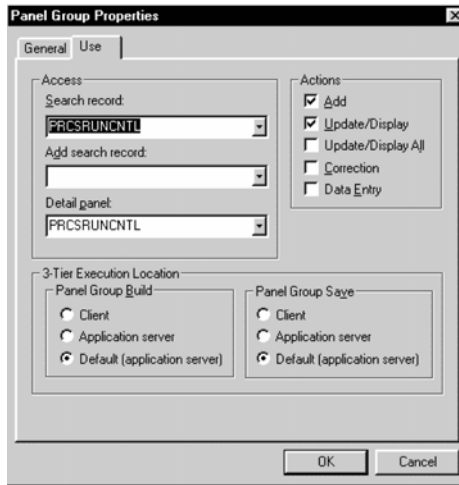 Panel Group Properties
General
Use
Access
Search record:
PRCSRUNCNTL
Add search record:
Detail panel:
PRCSRUNCNTL
Actions
Add
Update/Display
Update/Display All
Correction
Data Entry
3-Tier Execution Location
Panel Group Build
Client
Application server
Default (application server)
Panel Group Save
Client
Application server
Default (application server)
OK
Cancel